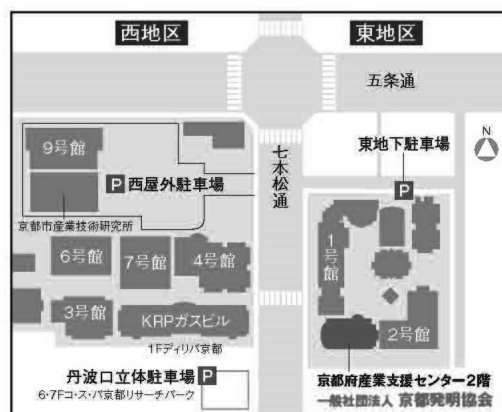 西地区
東地区
五条通
七本松通
東地下駐車場
P
N
9号館
P 西屋外駐車場
京都市産業技術研究所
6号館
7号館
4号館
3号館
KRPガスビル
1Fディリパ京都
1号館
2号館
丹波口立体駐車場 P
6・7Fコ・ス・パ京都リサーチパーク
京都府産業支援センター2階
一般社団法人 京都発明協会